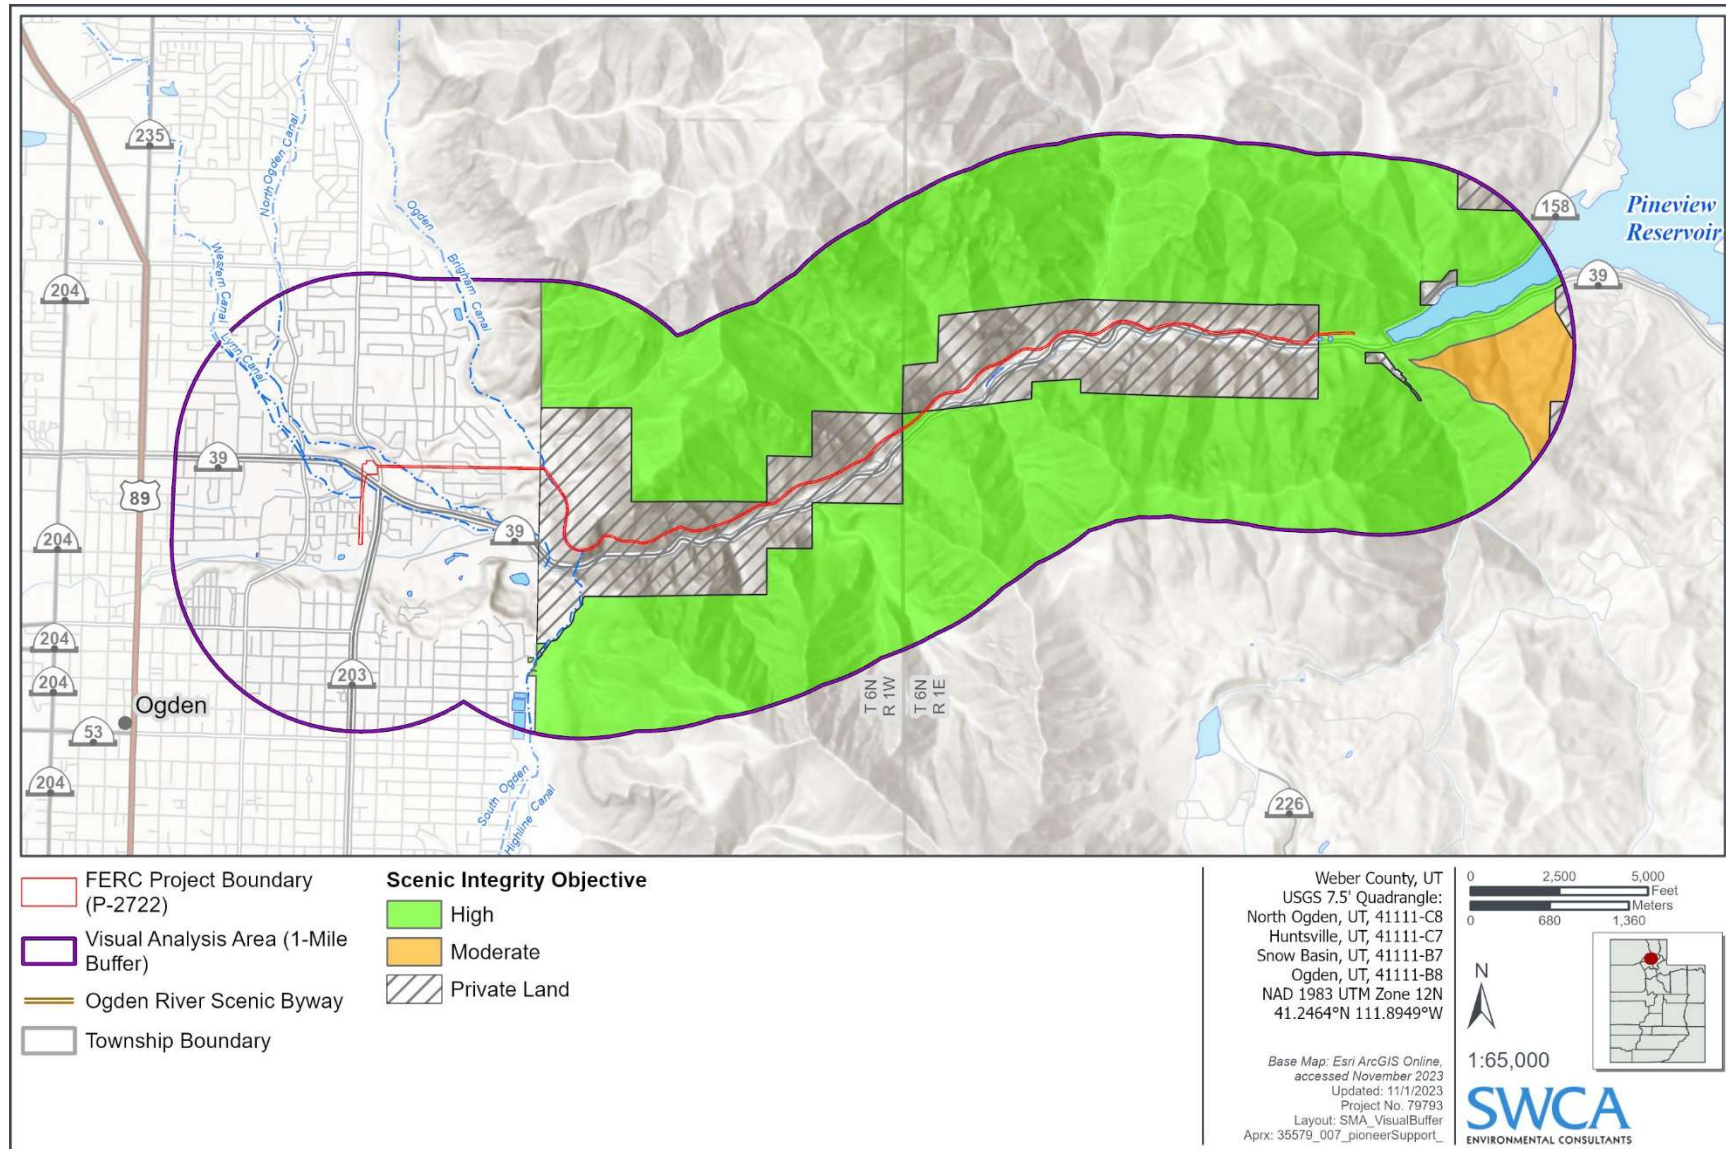 235
North Ogden Canal
Western Canal
Lynn Canal
Ogden
Brigham Canal
204
158
Pineview
Reservoir
39
39
89
204
39
204
203
204
Ogden
53
204
T 6N
R 1W
T 6N
R 1E
South Ogden
Highline Canal
226
FERC Project Boundary
(P-2722)
Visual Analysis Area (1-Mile
Buffer)
Ogden River Scenic Byway
Township Boundary
Scenic Integrity Objective
High
Moderate
Private Land
Weber County, UT
USGS 7.5' Quadrangle:
North Ogden, UT, 41111-C8
Huntsville, UT, 41111-C7
Snow Basin, UT, 41111-B7
Ogden, UT, 41111-B8
NAD 1983 UTM Zone 12N
41.2464°N 111.8949°W
Base Map: Esri ArcGIS Online,
accessed November 2023
Updated: 11/1/2023
Project No. 79793
Layout: SMA_VisualBuffer
Aprx: 35579_007_pioneerSupport_
0 2,500 5,000
Feet
Meters
0 680 1,360
N
1:65,000
SWCA
ENVIRONMENTAL CONSULTANTS